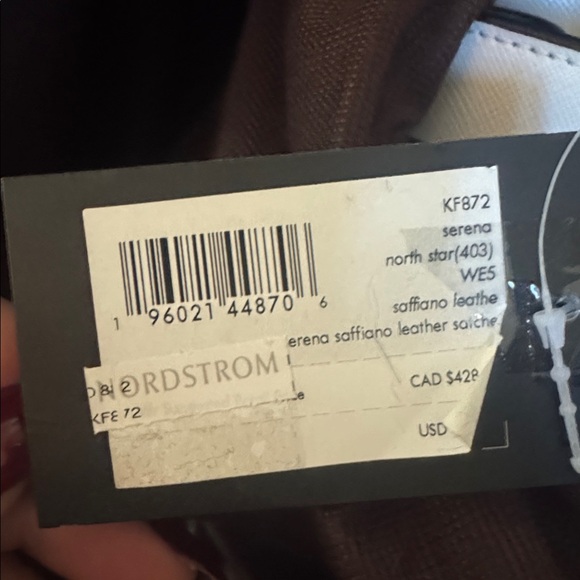 KF872
serena
north star(403)
WE5
saffiano leathe
erena saffiano leather satche
1 96021 44870 6
NORDSTROM
& 2
KF872
CAD $428
USD